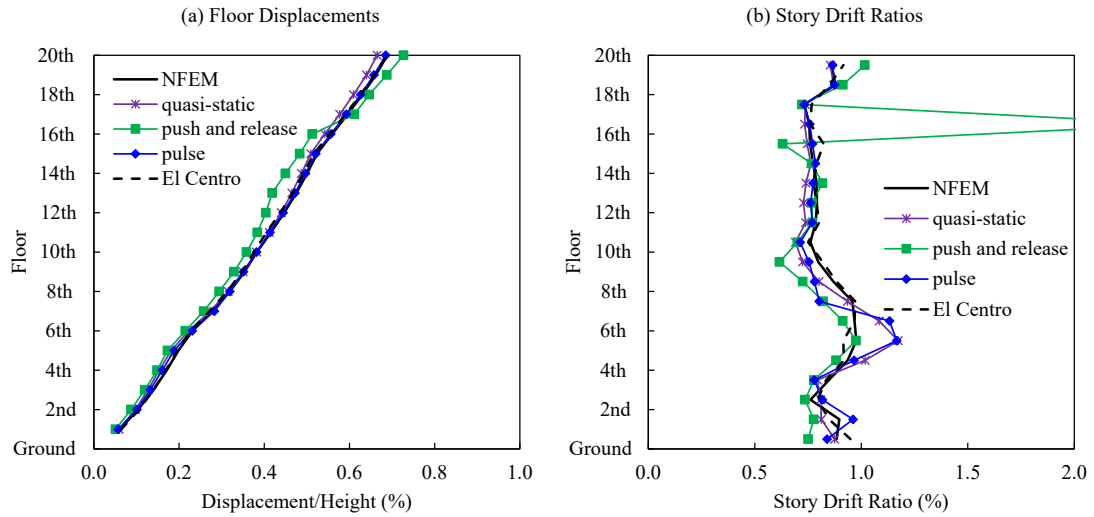 (a) Floor Displacements
20th
18th
16th
14th
12th
10th
8th
6th
4th
2nd
Ground
Floor
NFEM
quasi-static
push and release
pulse
El Centro
0.0 0.2 0.4 0.6 0.8 1.0
Displacement/Height (%)
(b) Story Drift Ratios
20th
18th
16th
14th
12th
10th
8th
6th
4th
2nd
Ground
Floor
NFEM
quasi-static
push and release
pulse
El Centro
0.0 0.5 1.0 1.5 2.0
Story Drift Ratio (%)